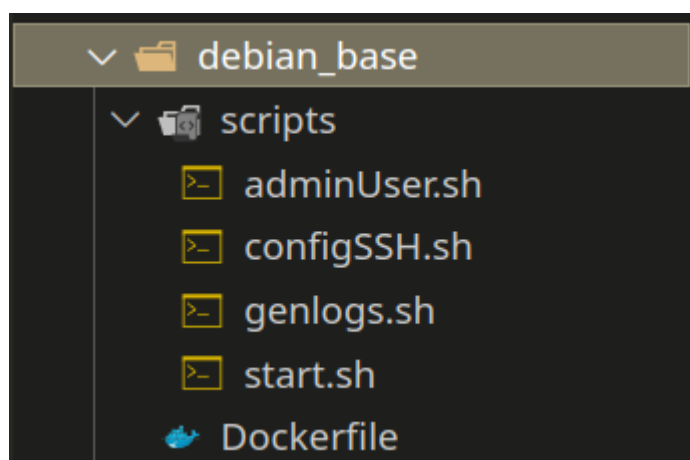 debian_base
scripts
adminUser.sh
configSSH.sh
genlogs.sh
start.sh
Dockerfile